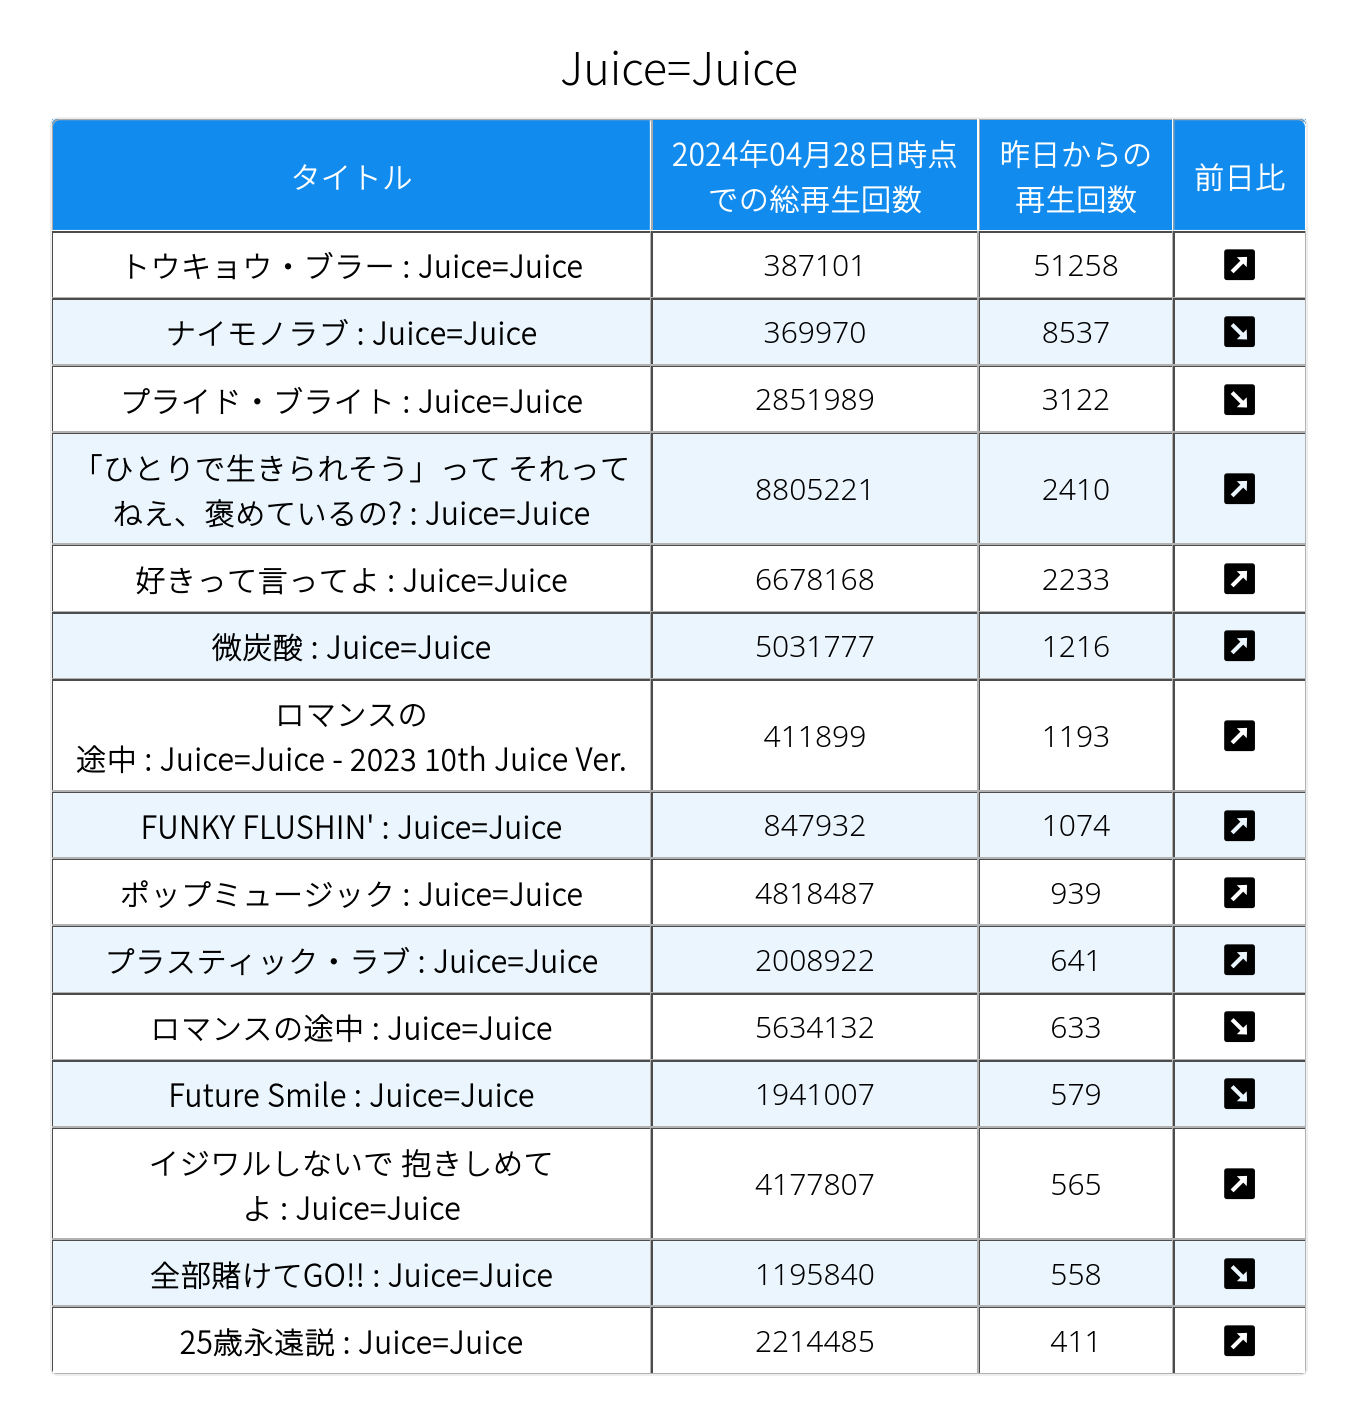 Juice=Juice
タイトル
2024年04月28日時点
での総再生回数
昨日からの
再生回数
前日比
トウキョウ・ブラー : Juice=Juice
387101
51258
↗
ナイモノラブ : Juice=Juice
369970
8537
↘
プライド・ブライト : Juice=Juice
2851989
3122
↘
「ひとりで生きられそう」って それって
ねえ、褒めているの? : Juice=Juice
8805221
2410
↗
好きって言ってよ : Juice=Juice
6678168
2233
↗
微炭酸 : Juice=Juice
5031777
1216
↗
ロマンスの
途中 : Juice=Juice - 2023 10th Juice Ver.
411899
1193
↗
FUNKY FLUSHIN' : Juice=Juice
847932
1074
↗
ポップミュージック : Juice=Juice
4818487
939
↗
プラスティック・ラブ : Juice=Juice
2008922
641
↗
ロマンスの途中 : Juice=Juice
5634132
633
↘
Future Smile : Juice=Juice
1941007
579
↘
イジワルしないで 抱きしめて
よ : Juice=Juice
4177807
565
↗
全部賭けてGO!! : Juice=Juice
1195840
558
↘
25歳永遠説 : Juice=Juice
2214485
411
↗